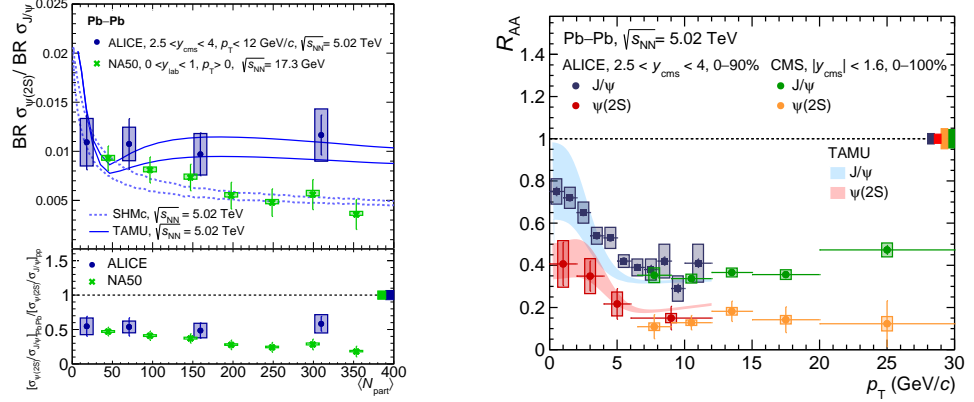 Pb–Pb
ALICE, 2.5 < y_cms < 4, p_T < 12 GeV/c, √s_NN = 5.02 TeV
NA50, 0 < y_lab < 1, p_T > 0, √s_NN = 17.3 GeV
BR σ_ψ(2S) / BR σ_J/ψ
0.025
0.02
0.015
0.01
0.005
SHMc, √s_NN = 5.02 TeV
TAMU, √s_NN = 5.02 TeV
[σ_ψ(2S)/σ_J/ψ]_PbPb/[σ_ψ(2S)/σ_J/ψ]_pp
ALICE
NA50
1.5
1
0.5
0
0 50 100 150 200 250 300 350 400
⟨N_part⟩
R_AA
Pb–Pb, √s_NN = 5.02 TeV
ALICE, 2.5 < y_cms < 4, 0–90%
J/ψ
ψ(2S)
CMS, |y_cms| < 1.6, 0–100%
J/ψ
ψ(2S)
TAMU
J/ψ
ψ(2S)
1.4
1.2
1
0.8
0.6
0.4
0.2
0
0 5 10 15 20 25 30
p_T (GeV/c)